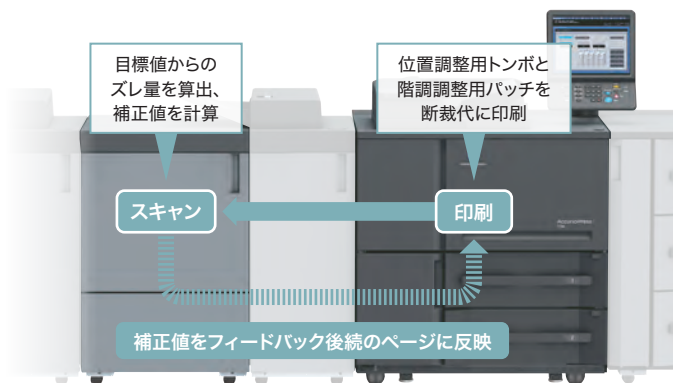 目標値からの
ズレ量を算出、
補正値を計算
位置調整用トンボと
階調調整用パッチを
断裁代に印刷
スキャン
印刷
補正値をフィードバック後続のページに反映